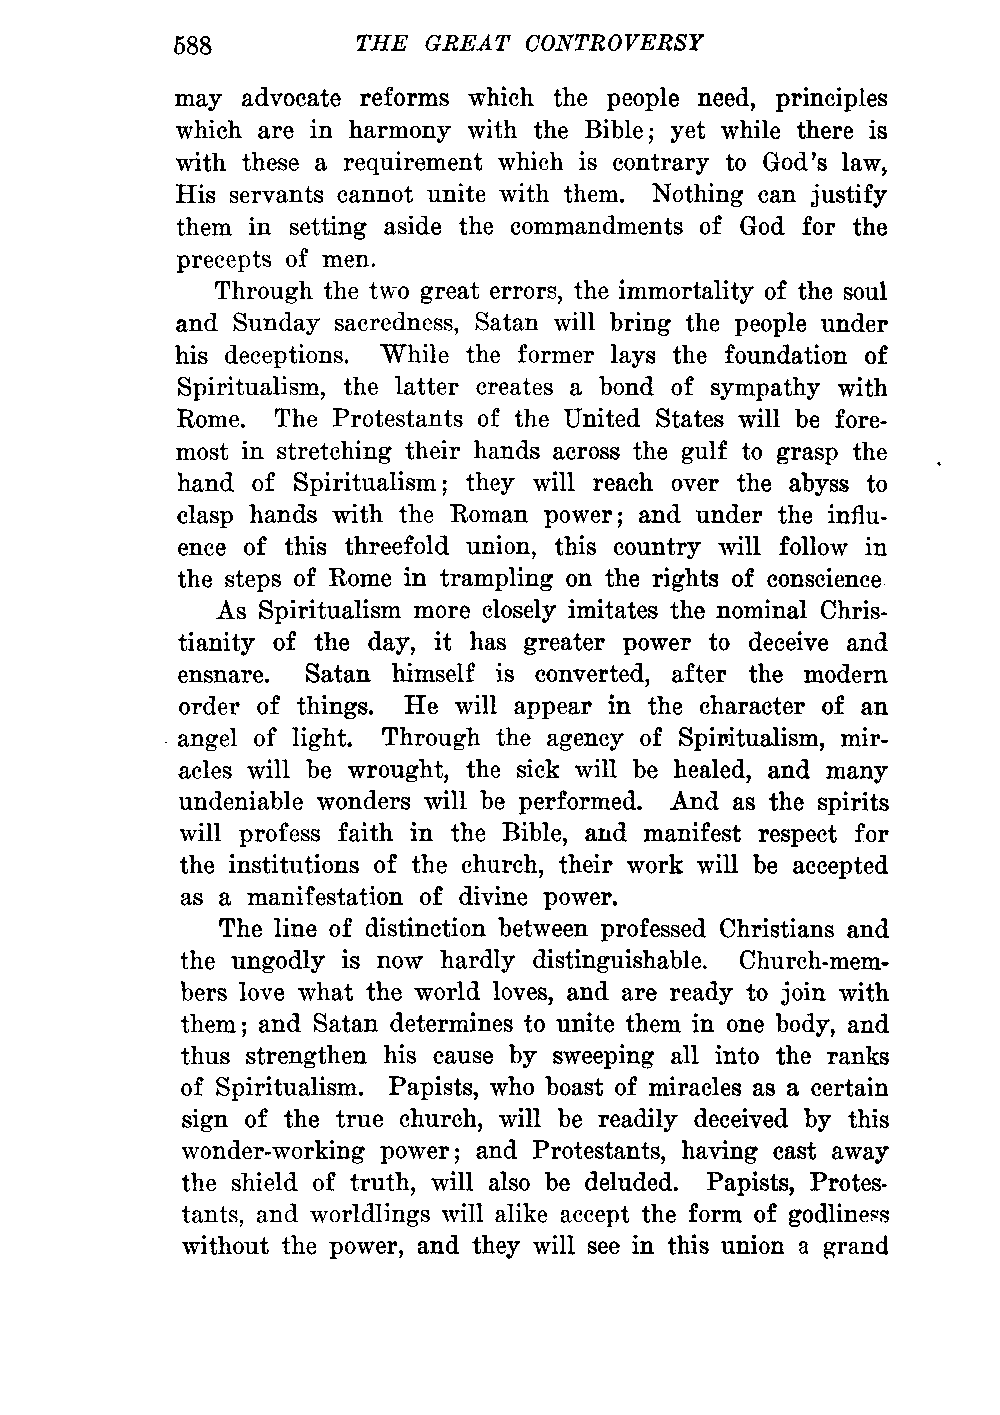 588 THE GREAT CONTROVERSY
may advocate reforms which the people need, principles
which are in harmony with the Bible; yet while there is
with these a requirement which is contrary to God's law,
His servants cannot unite with them. Nothing can justify
them in setting aside the commandments of God for the
precepts of men.
Through the two great errors, the immortality of the soul
and Sunday sacredness, Satan will bring the people under
his deceptions. While the former lays the foundation of
Spiritualism, the latter creates a bond of sympathy with
Rome. The Protestants of the United States will be fore-
most in stretching their hands across the gulf to grasp the
hand of Spiritualism; they will reach over the abyss to
clasp hands with the Roman power; and under the influ-
ence of this threefold union, this country will follow in
the steps of Rome in trampling on the rights of conscience
As Spiritualism more closely imitates the nominal Chris-
tianity of the day, it has greater power to deceive and
ensnare. Satan himself is converted, after the modern
order of things. He will appear in the character of an
angel of light. Through the agency of Spiritualism, mir-
acles will be wrought, the sick will be healed, and many
undeniable wonders will be performed. And as the spirits
will profess faith in the Bible, and manifest respect for
the institutions of the church, their work will be accepted
as a manifestation of divine power.
The line of distinction between professed Christians and
the ungodly is now hardly distinguishable. Church-mem-
bers love what the world loves, and are ready to join with
them; and Satan determines to unite them in one body, and
thus strengthen his cause by sweeping all into the ranks
of Spiritualism. Papists, who boast of miracles as a certain
sign of the true church, will be readily deceived by this
wonder-working power; and Protestants, having cast away
the shield of truth, will also be deluded. Papists, Protes-
tants, and worldlings will alike accept the form of godliness
without the power, and they will see in this union a grand